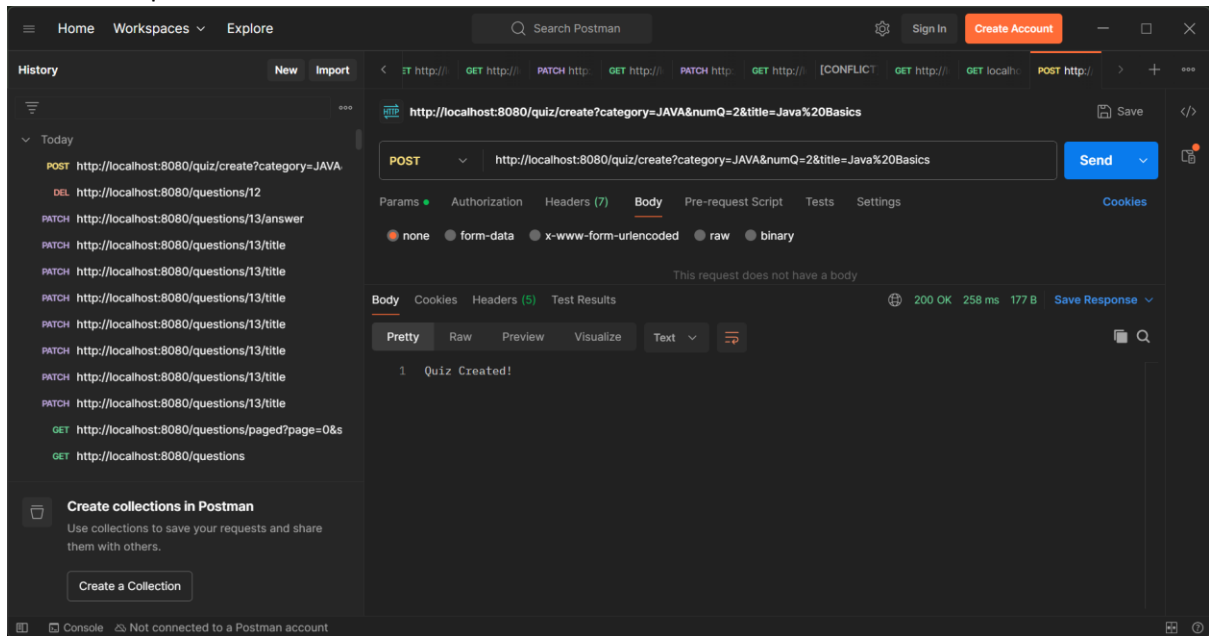 Home Workspaces Explore Search Postman Sign In Create Account
History New Import
ET http:// GET http:// PATCH http: GET http:// PATCH http: GET http:// [CONFLICT GET http:// GET localho POST http:/
HTTP http://localhost:8080/quiz/create?category=JAVA&numQ=2&title=Java%20Basics Save
Today
POST http://localhost:8080/quiz/create?category=JAVA
DEL http://localhost:8080/questions/12
PATCH http://localhost:8080/questions/13/answer
PATCH http://localhost:8080/questions/13/title
PATCH http://localhost:8080/questions/13/title
PATCH http://localhost:8080/questions/13/title
PATCH http://localhost:8080/questions/13/title
PATCH http://localhost:8080/questions/13/title
PATCH http://localhost:8080/questions/13/title
PATCH http://localhost:8080/questions/13/title
GET http://localhost:8080/questions/paged?page=0&s
GET http://localhost:8080/questions
Create collections in Postman
Use collections to save your requests and share
them with others.
Create a Collection
POST http://localhost:8080/quiz/create?category=JAVA&numQ=2&title=Java%20Basics Send
Params Authorization Headers (7) Body Pre-request Script Tests Settings Cookies
none form-data x-www-form-urlencoded raw binary
This request does not have a body
Body Cookies Headers (5) Test Results 200 OK 258 ms 177 B Save Response
Pretty Raw Preview Visualize Text
1 Quiz Created!
Console Not connected to a Postman account